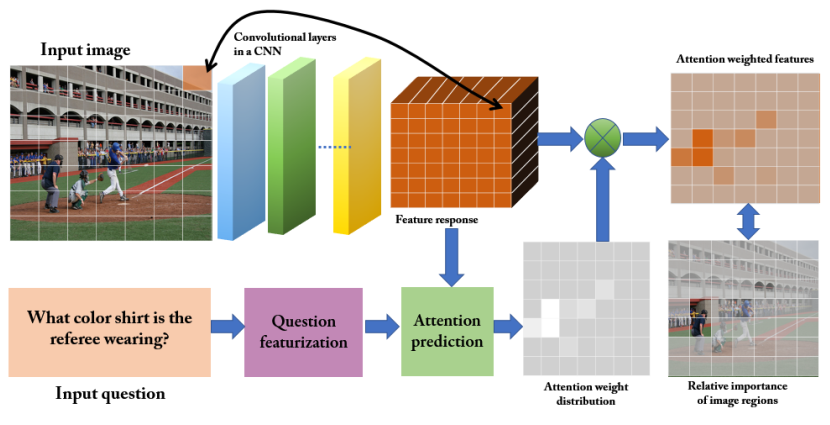 Input image
Convolutional layers
in a CNN
Attention weighted features
Feature response
What color shirt is the
referee wearing?
Question
featurization
Attention
prediction
Input question
Attention weight
distribution
Relative importance
of image regions